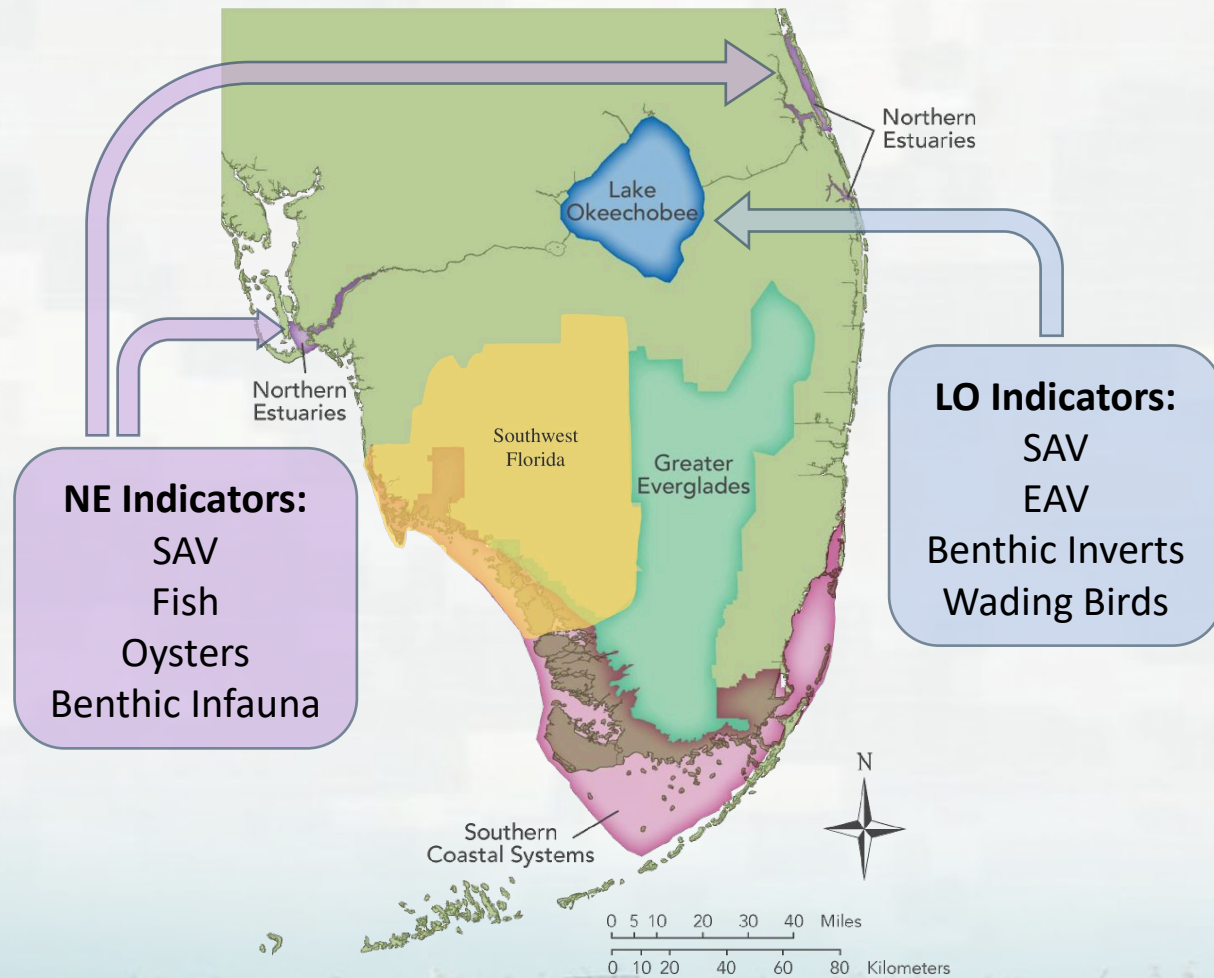 Northern
Estuaries
Lake
Okeechobee
Northern
Estuaries
NE Indicators:
SAV
Fish
Oysters
Benthic Infauna
Southwest
Florida
Greater
Everglades
LO Indicators:
SAV
EAV
Benthic Inverts
Wading Birds
Southern
Coastal Systems
N
0 5 10 20 30 40 Miles
0 10 20 40 60 80 Kilometers